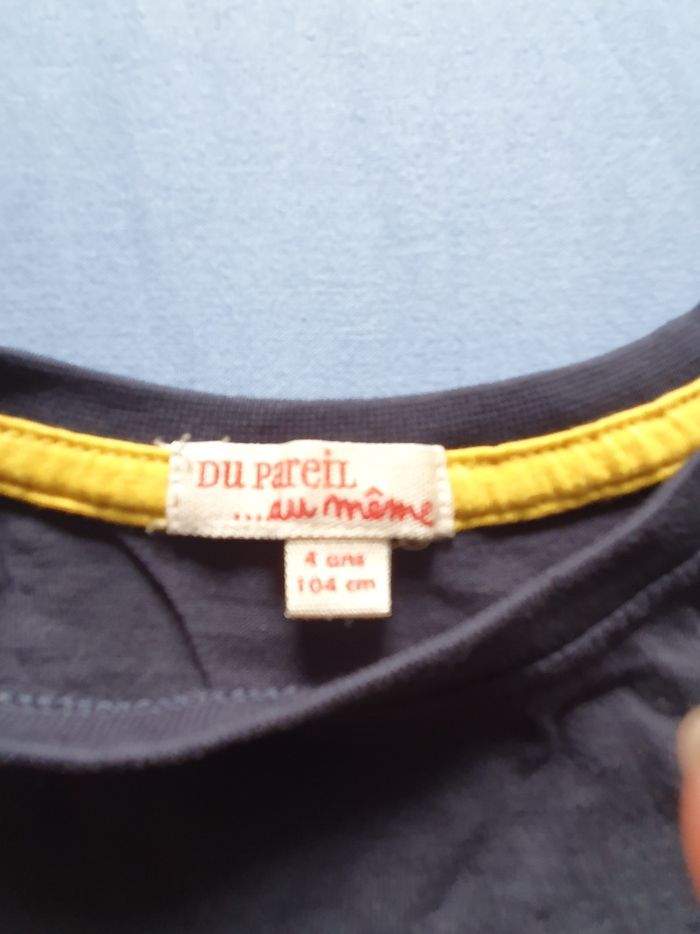 Du Pareil
...au même
4 ans
104 cm